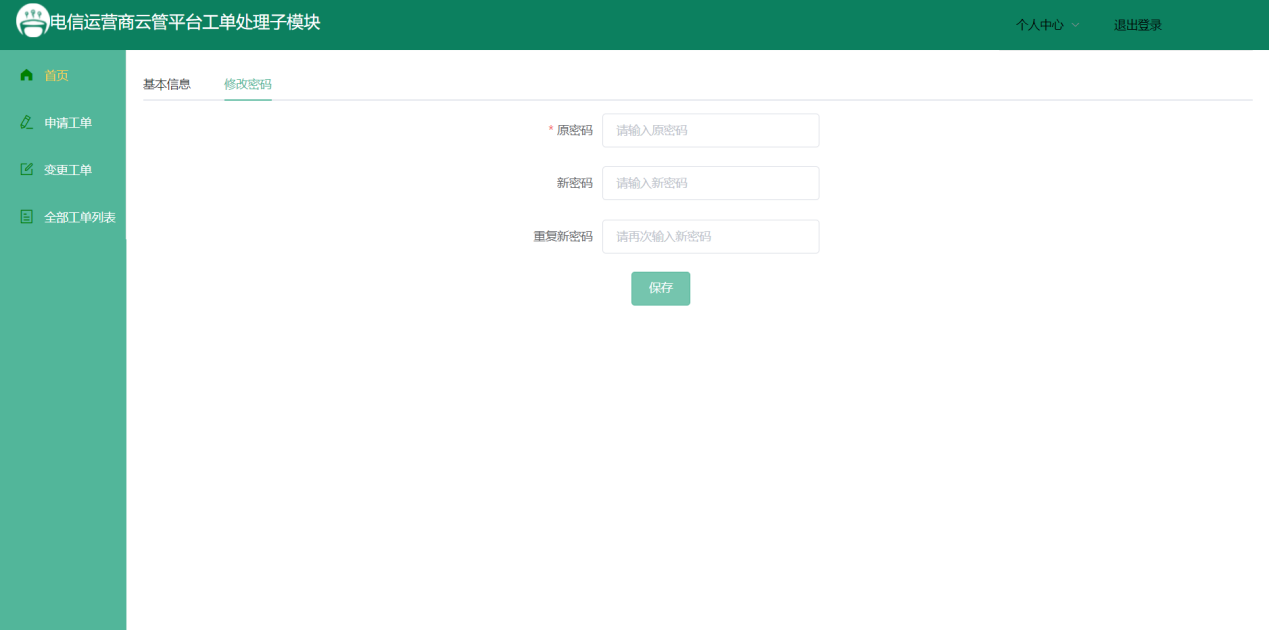 电信运营商云管平台工单处理子模块
个人中心
退出登录
首页
申请工单
变更工单
全部工单列表
基本信息
修改密码
* 原密码
请输入原密码
新密码
请输入新密码
重复新密码
请再次输入新密码
保存